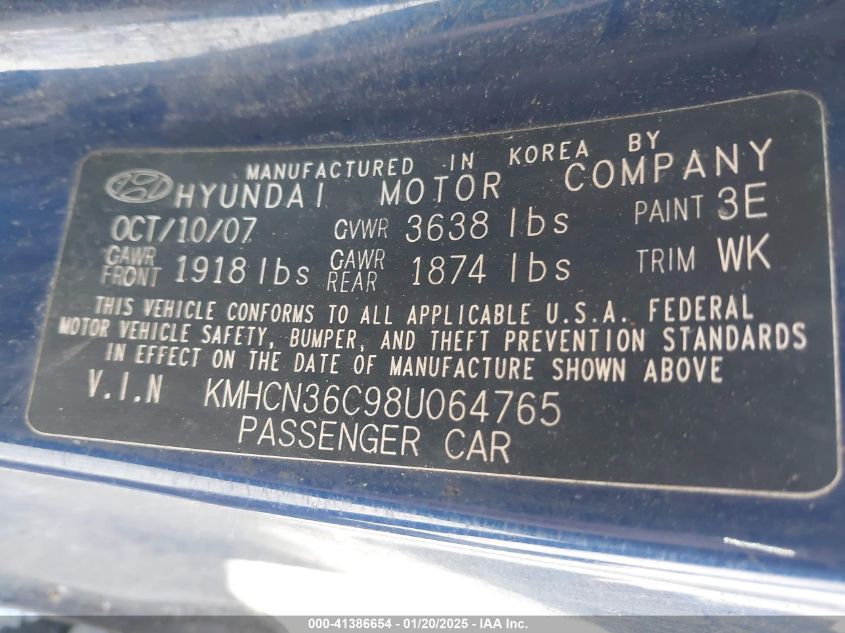 MANUFACTURED IN KOREA BY
HYUNDAI MOTOR COMPANY
OCT/10/07 GVWR 3638 lbs PAINT 3E
GAWR FRONT 1918 lbs GAWR REAR 1874 lbs TRIM WK
THIS VEHICLE CONFORMS TO ALL APPLICABLE U.S.A. FEDERAL
MOTOR VEHICLE SAFETY, BUMPER, AND THEFT PREVENTION STANDARDS
IN EFFECT ON THE DATE OF MANUFACTURE SHOWN ABOVE
V.I.N KMHCN36C98U064765
PASSENGER CAR
000-41386654 - 01/20/2025 - IAA Inc.